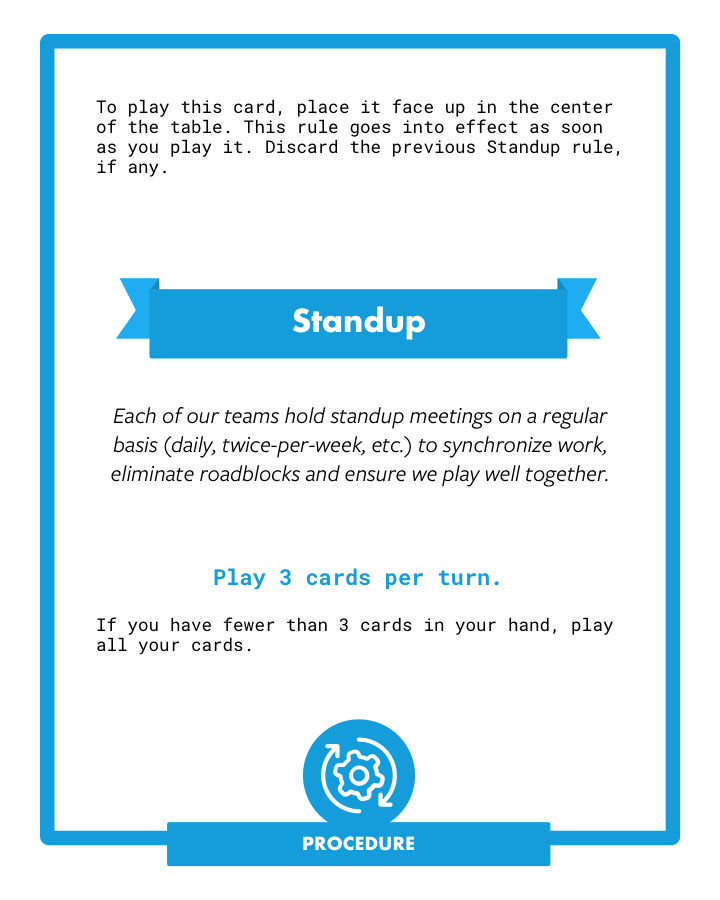 To play this card, place it face up in the center
of the table. This rule goes into effect as soon
as you play it. Discard the previous Standup rule,
if any.
Standup
Each of our teams hold standup meetings on a regular
basis (daily, twice-per-week, etc.) to synchronize work,
eliminate roadblocks and ensure we play well together.
Play 3 cards per turn.
If you have fewer than 3 cards in your hand, play
all your cards.
PROCEDURE